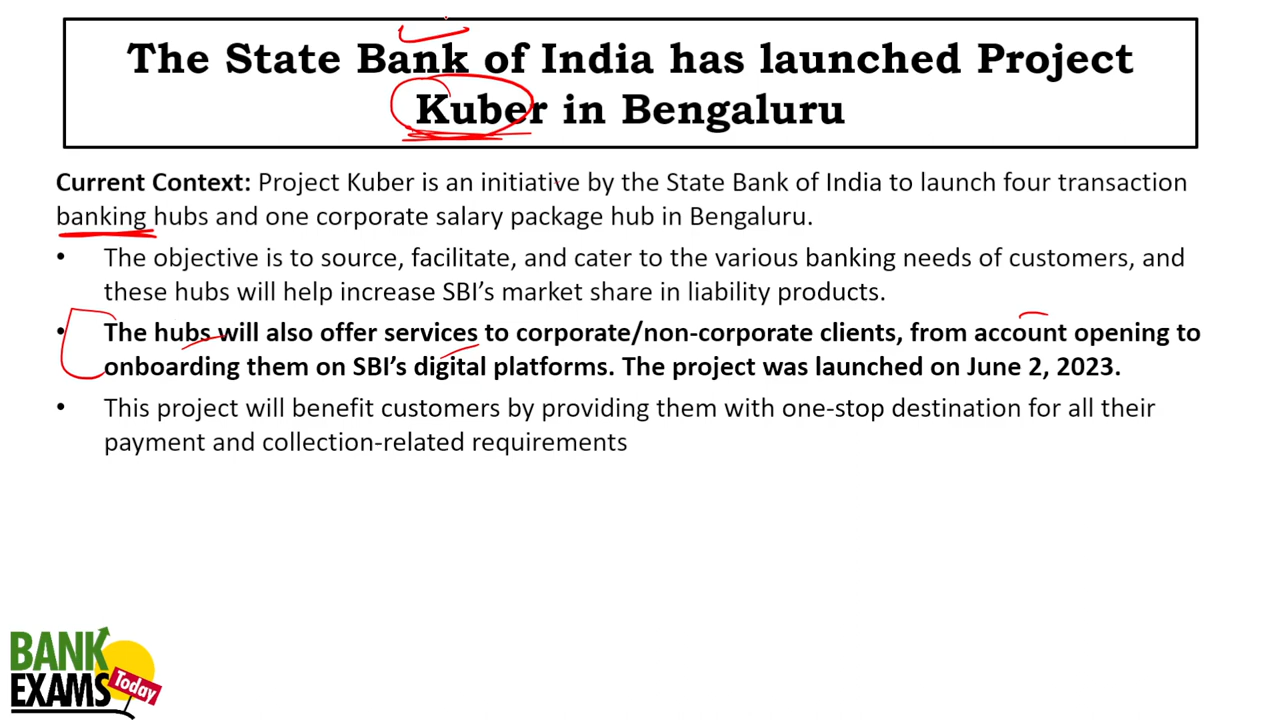 The State Bank of India has launched Project
Kuber in Bengaluru
Current Context: Project Kuber is an initiative by the State Bank of India to launch four transaction
banking hubs and one corporate salary package hub in Bengaluru.
• The objective is to source, facilitate, and cater to the various banking needs of customers, and
these hubs will help increase SBI’s market share in liability products.
• The hubs will also offer services to corporate/non-corporate clients, from account opening to
onboarding them on SBI’s digital platforms. The project was launched on June 2, 2023.
• This project will benefit customers by providing them with one-stop destination for all their
payment and collection-related requirements
BANK
EXAMS
Today